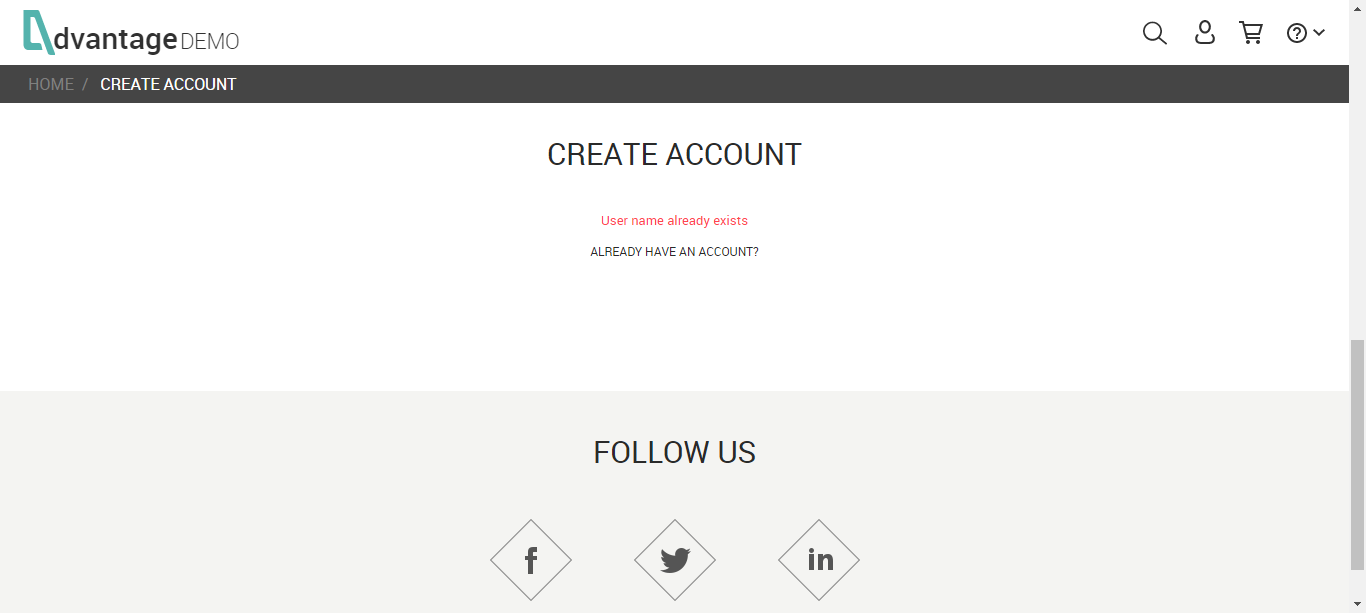 dvantage DEMO
HOME / CREATE ACCOUNT
CREATE ACCOUNT
User name already exists
ALREADY HAVE AN ACCOUNT?
FOLLOW US
f
in